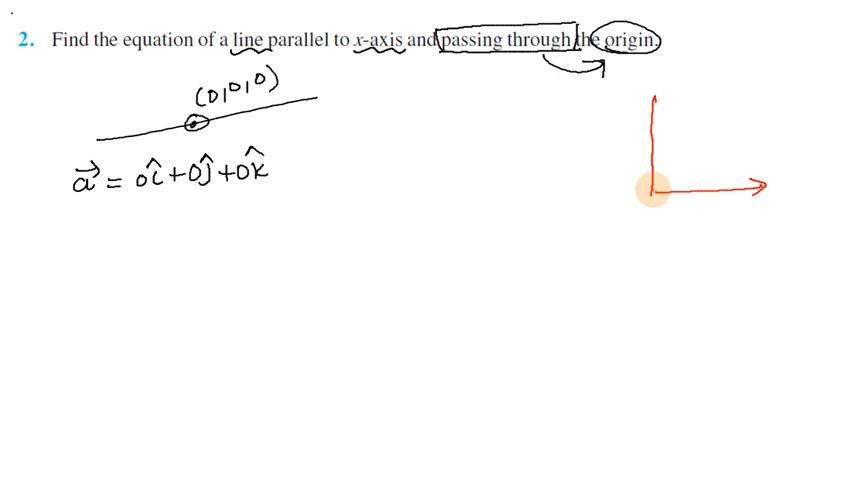 2. Find the equation of a line parallel to x-axis and passing through the origin.
(0,0,0)
a⃗ = 0î+0ĵ+0k̂